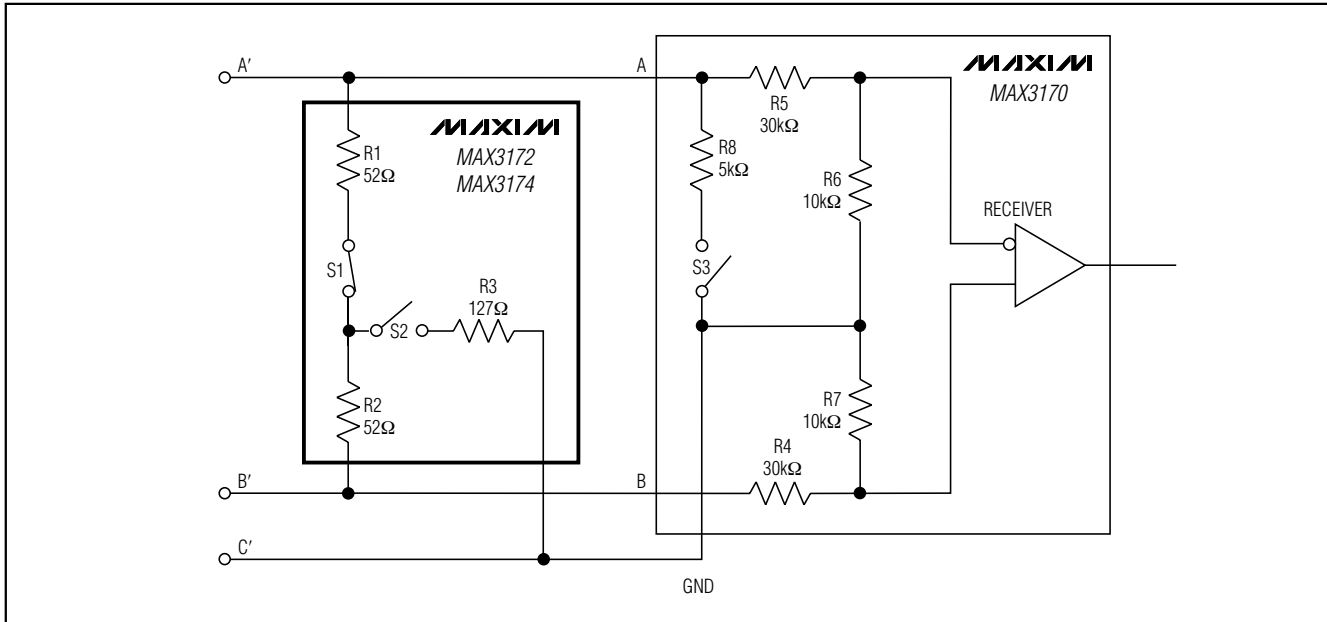 A′
A
MAXIM
MAX3170
R5
30kΩ
MAXIM
MAX3172
MAX3174
R1
52Ω
R8
5kΩ
R6
10kΩ
RECEIVER
S1
S3
R3
127Ω
S2
R2
52Ω
R7
10kΩ
R4
30kΩ
B′
B
C′
GND